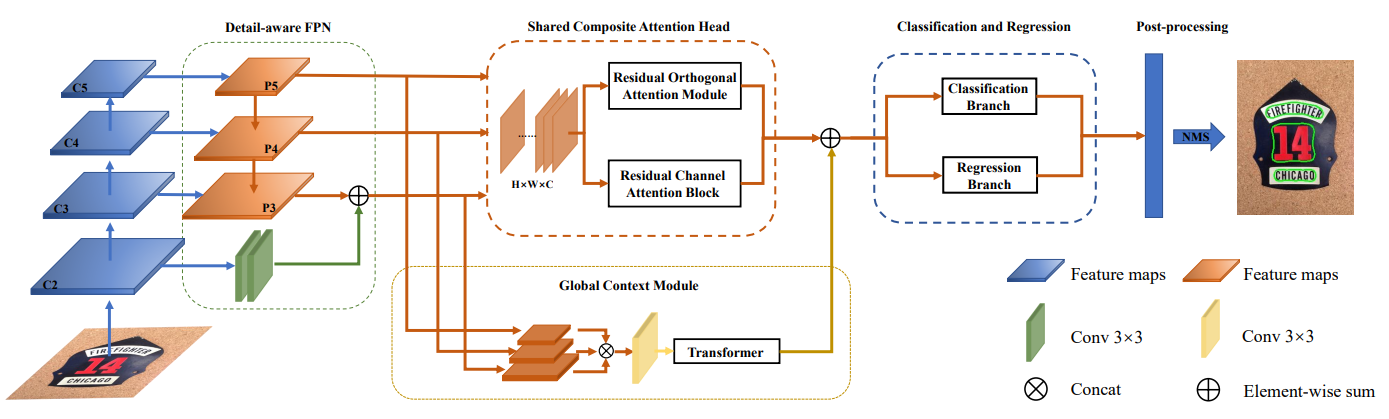 Detail-aware FPN
Shared Composite Attention Head
Classification and Regression
Post-processing
C5
P5
C4
P4
C3
P3
C2
H×W×C
Residual Orthogonal
Attention Module
Residual Channel
Attention Block
Classification
Branch
Regression
Branch
NMS
FIREFIGHTER
14
CHICAGO
Global Context Module
Transformer
FIREFIGHTER
14
CHICAGO
Feature maps
Feature maps
Conv 3×3
Conv 3×3
Concat
Element-wise sum